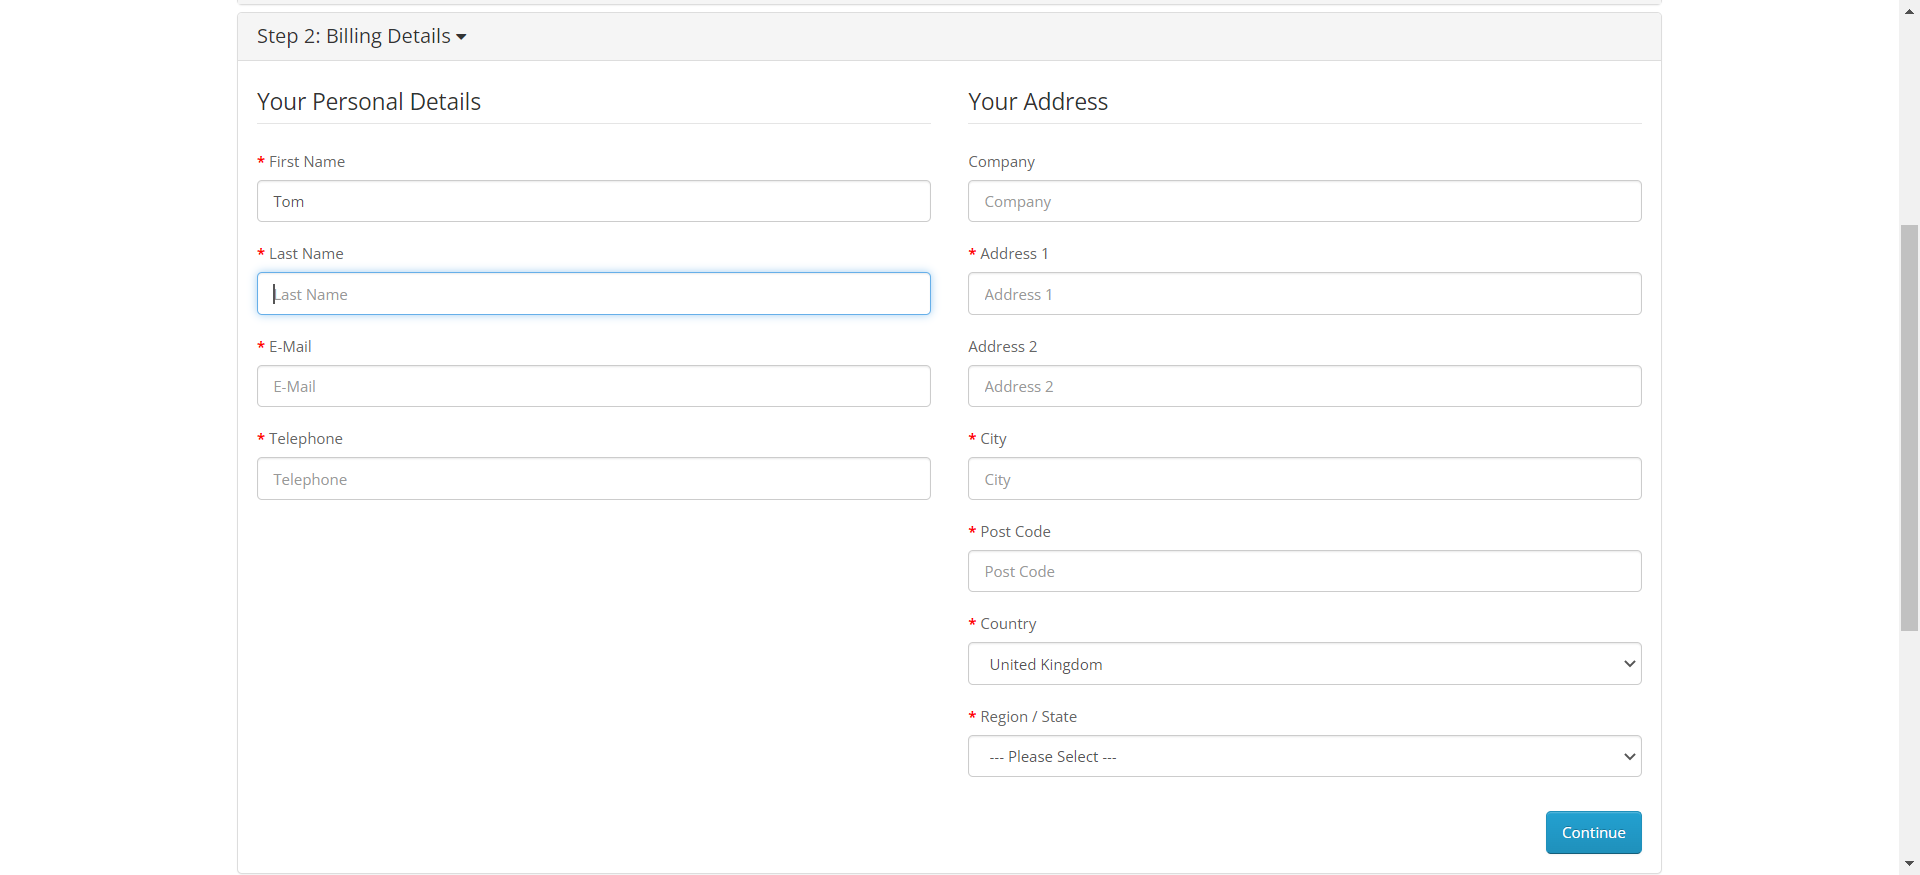 Step 2: Billing Details
Your Personal Details
* First Name
Tom
* Last Name
Last Name
* E-Mail
E-Mail
* Telephone
Telephone
Your Address
Company
Company
* Address 1
Address 1
Address 2
Address 2
* City
City
* Post Code
Post Code
* Country
United Kingdom
* Region / State
--- Please Select ---
Continue